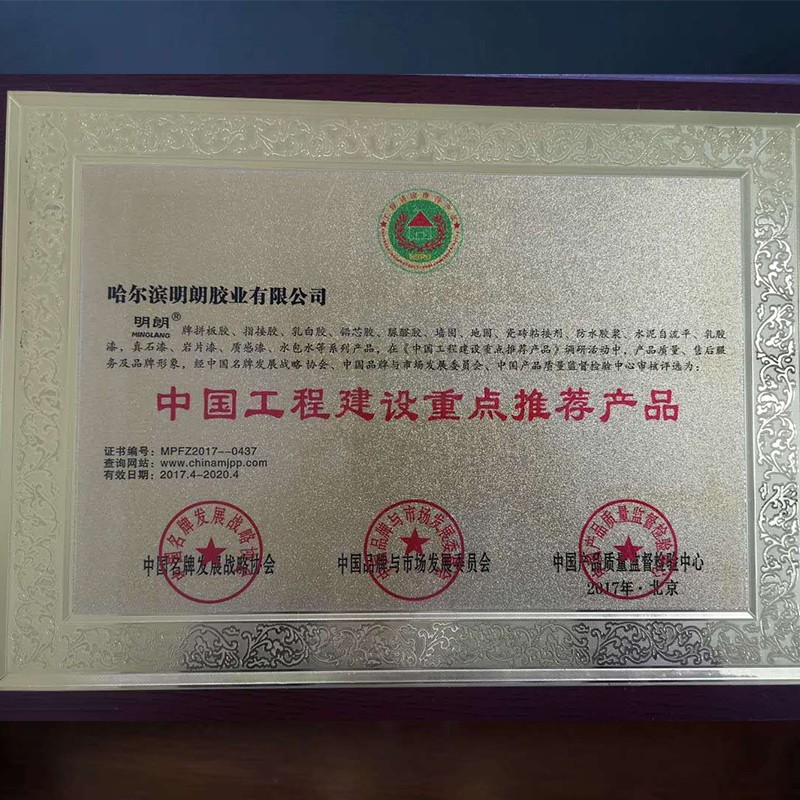 哈尔滨明朗胶业有限公司
明朗®
MINGLANG
牌拼板胶、指接胶、乳白胶、铅芯胶、脲醛胶、墙固、地固、瓷砖粘接剂、防水胶浆、水泥自流平、乳胶
漆，真石漆、岩片漆、质感漆、水包水等系列产品，在《中国工程建设重点推荐产品》调研活动中，产品质量、售后服
务及品牌形象，经中国名牌发展战略协会、中国品牌与市场发展委员会、中国产品质量监督检验中心审核评选为：
中国工程建设重点推荐产品
证书编号：MPFZ2017--0437
查询网站：www.chinamjpp.com
有效日期：2017.4-2020.4
中国名牌发展战略协会
中国品牌与市场发展委员会
中国产品质量监督检验中心
2017年·北京